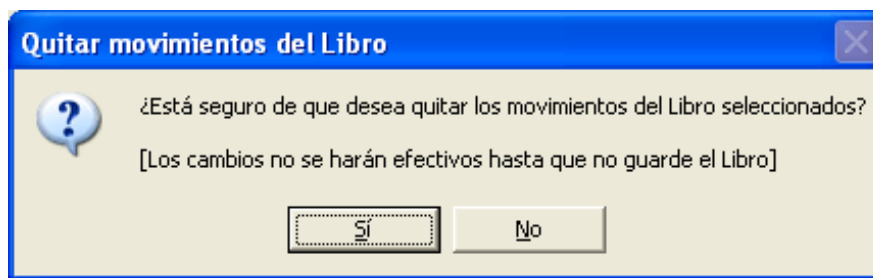 Quitar movimientos del Libro
¿Está seguro de que desea quitar los movimientos del Libro seleccionados?
[Los cambios no se harán efectivos hasta que no guarde el Libro]
Sí No